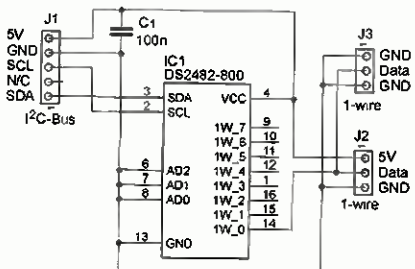 J1
5V
GND
SCL
N/C
SDA
I²C-Bus
C1
100n
IC1
DS2482-800
3 SDA
2 SCL
6 AD2
7 AD1
8 AD0
13 GND
VCC 4
1W_7 9
1W_6 10
1W_5 11
1W_4 12
1W_3 1
1W_2 16
1W_1 15
1W_0 14
J3
GND
Data
GND
1-wire
J2
5V
Data
GND
1-wire